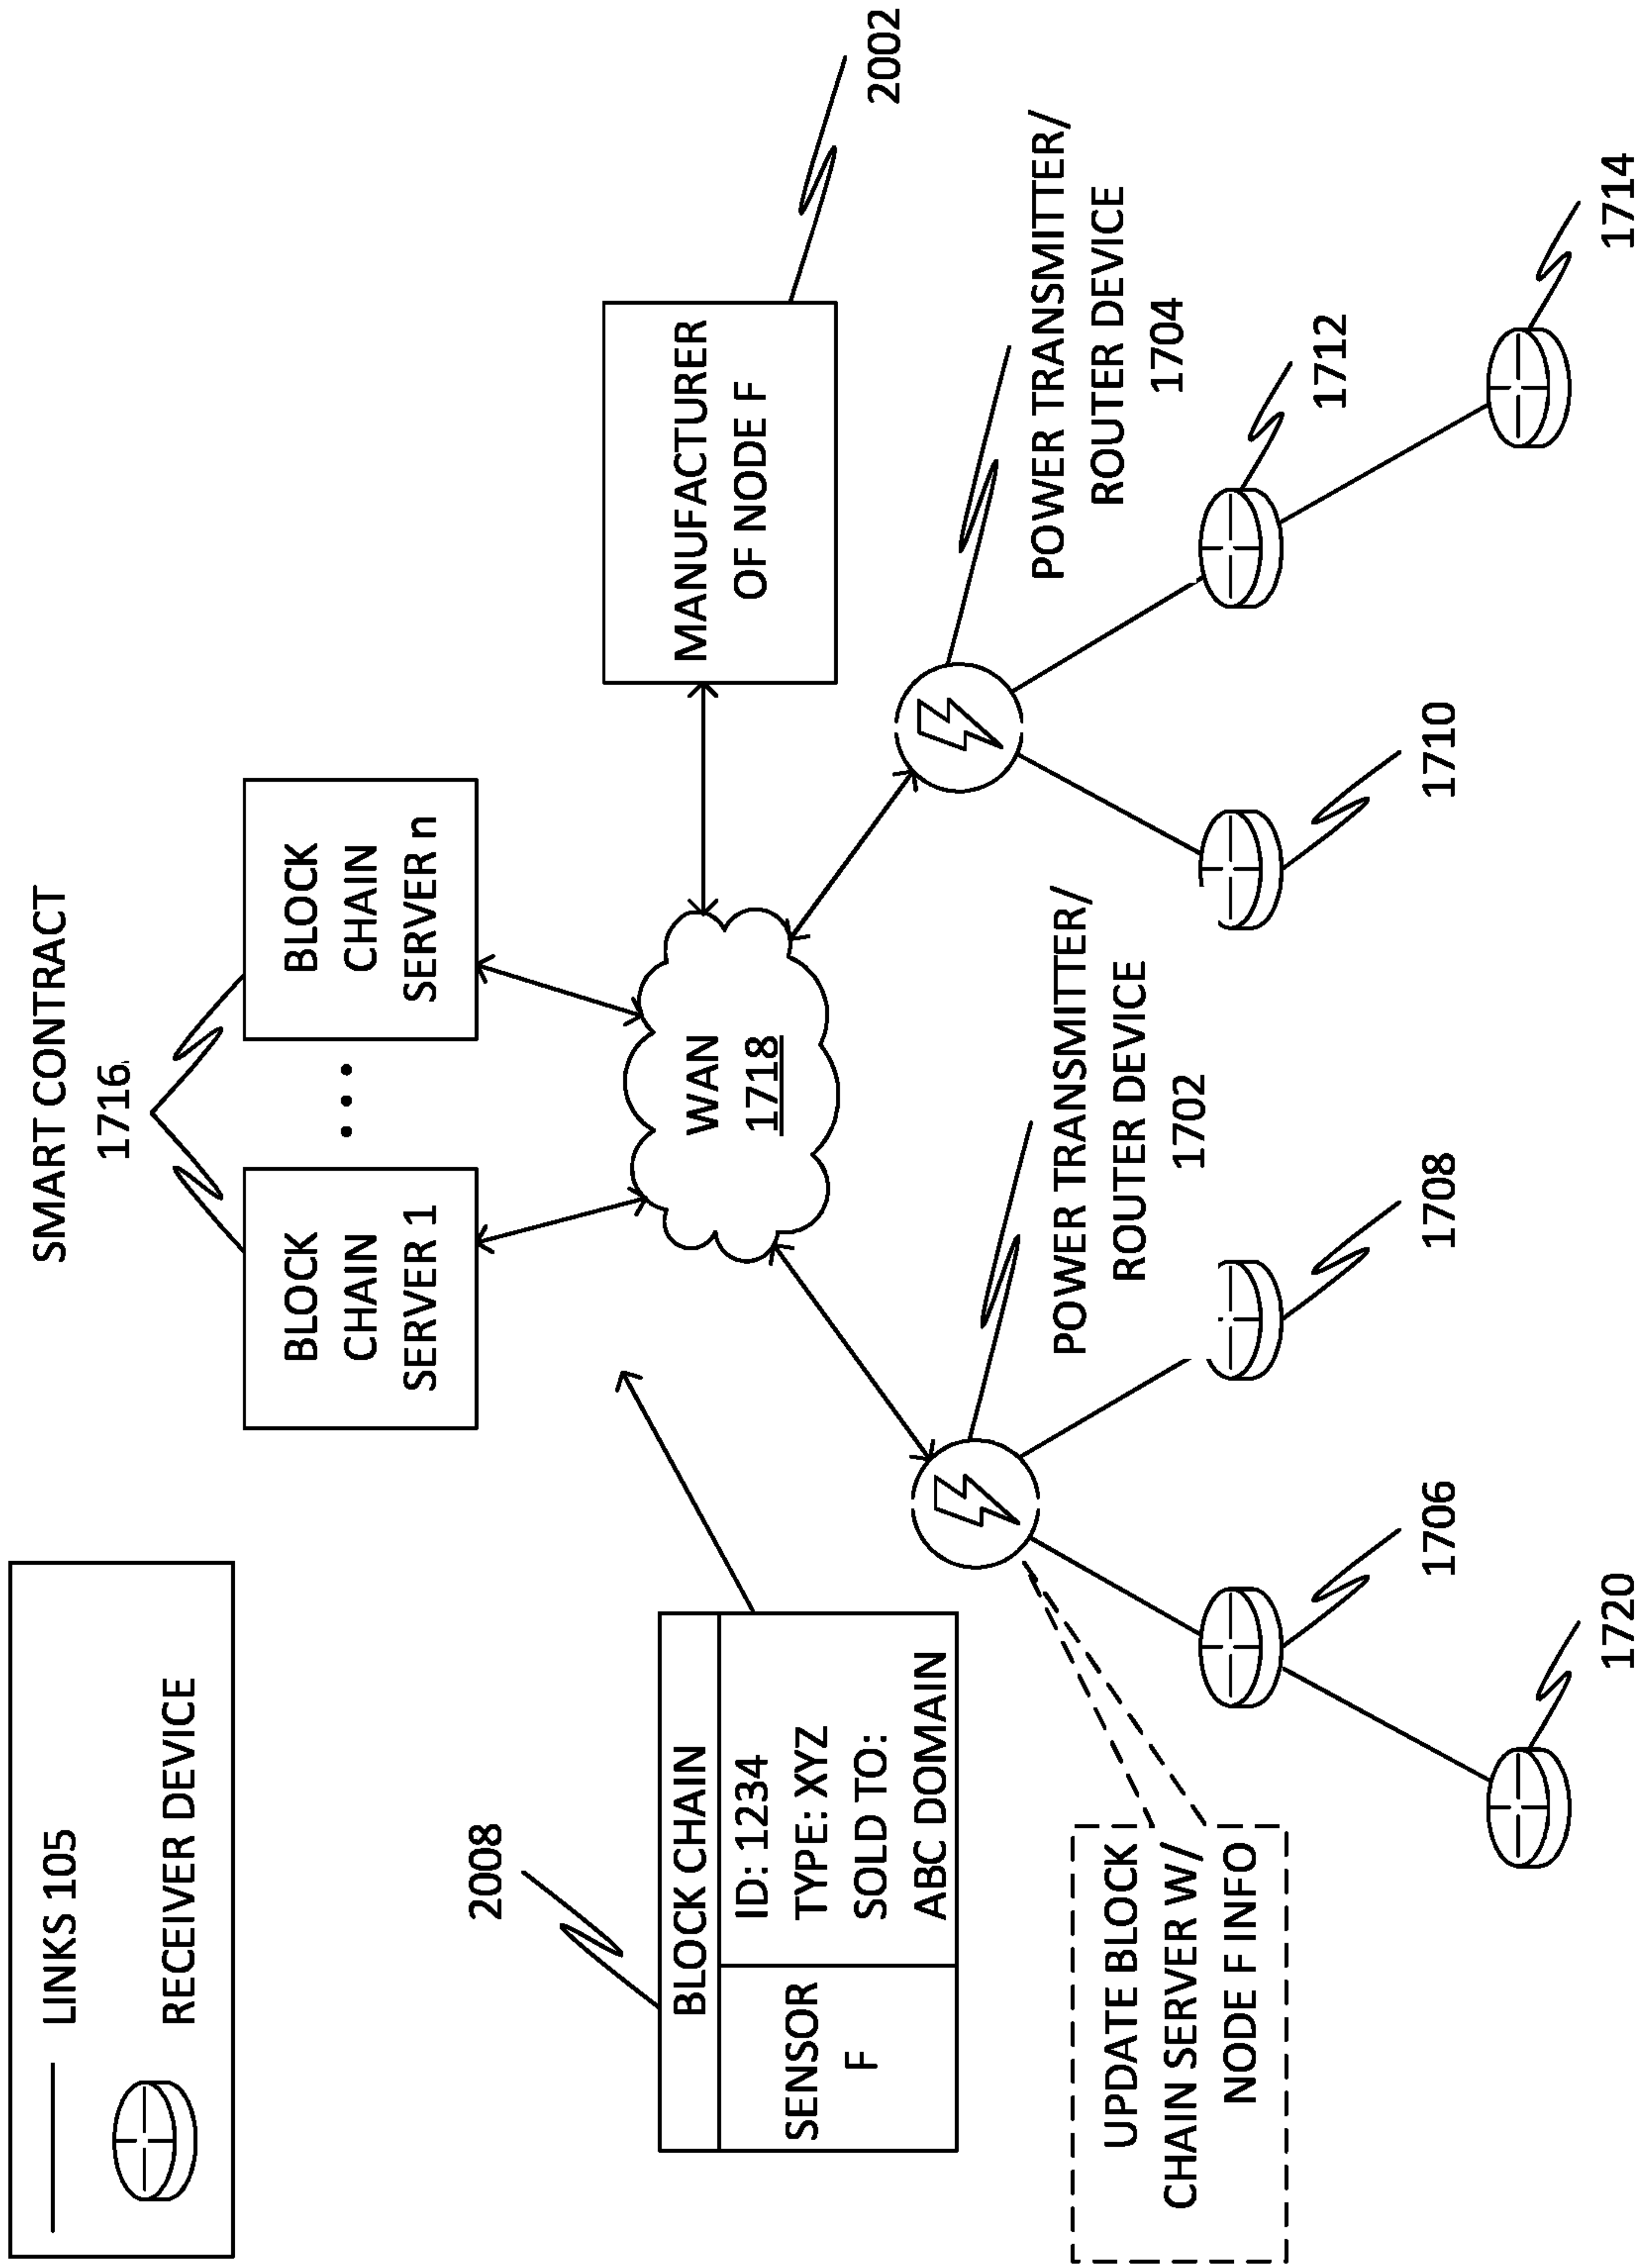 LINKS 105
RECEIVER DEVICE
SMART CONTRACT
1716
BLOCK
CHAIN
SERVER 1
...
BLOCK
CHAIN
SERVER n
2008
BLOCK CHAIN
SENSOR
F
ID: 1234
TYPE: XYZ
SOLD TO:
ABC DOMAIN
WAN
1718
MANUFACTURER
OF NODE F
2002
UPDATE BLOCK
CHAIN SERVER W/
NODE F INFO
POWER TRANSMITTER/
ROUTER DEVICE
1702
POWER TRANSMITTER/
ROUTER DEVICE
1704
1706
1708
1710
1712
1720
1714